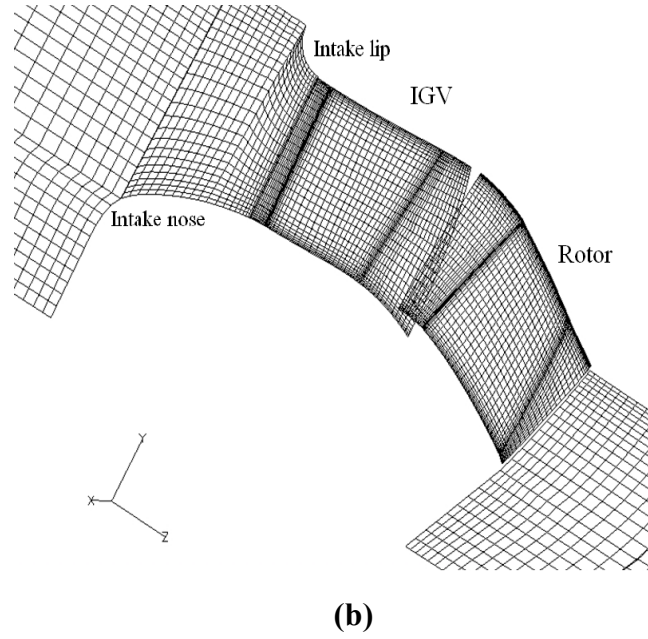 Intake lip
IGV
Intake nose
Rotor
Y
X
Z
(b)